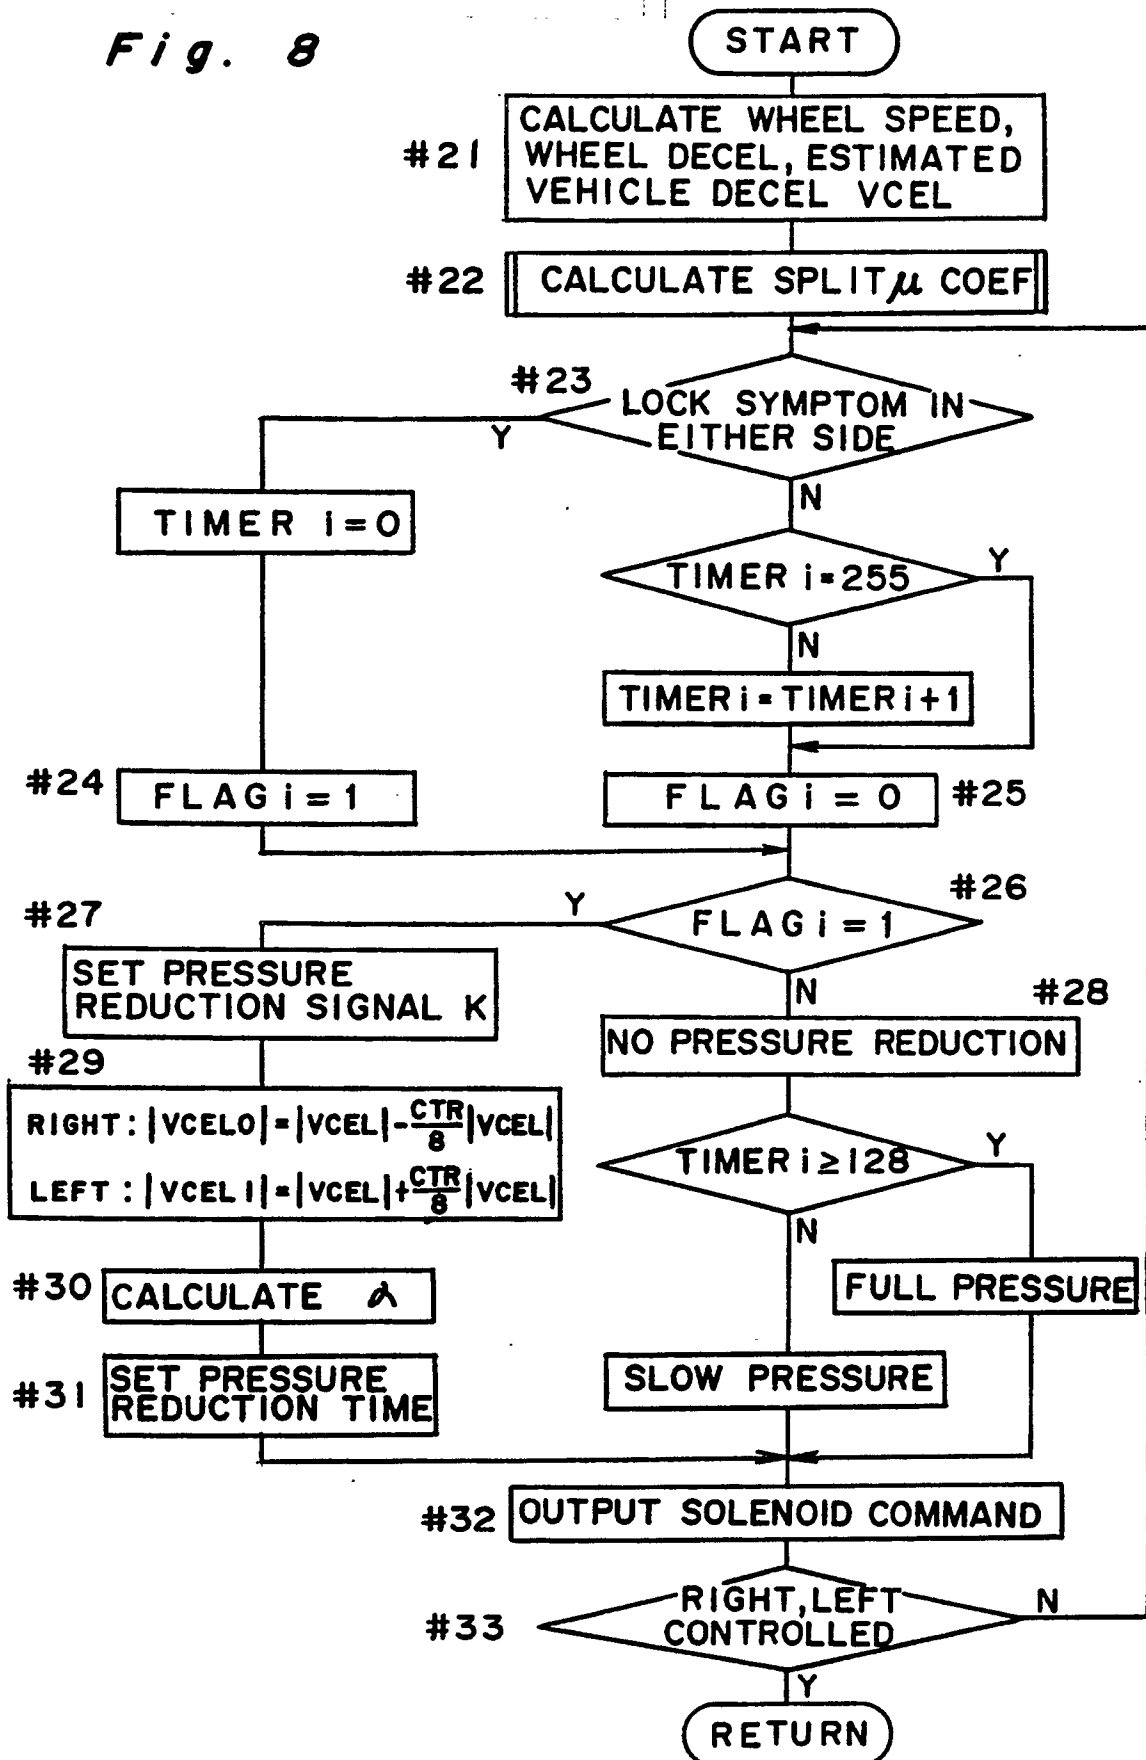 Fig. 8
START
#21
CALCULATE WHEEL SPEED,
WHEEL DECEL, ESTIMATED
VEHICLE DECEL VCEL
#22
CALCULATE SPLIT μ COEF
#23
LOCK SYMPTOM IN
EITHER SIDE
Y
N
TIMER i=0
TIMER i=255
Y
N
TIMER i=TIMER i+1
#24
FLAG i=1
FLAG i=0
#25
#26
FLAG i=1
Y
N
#27
SET PRESSURE
REDUCTION SIGNAL K
#28
NO PRESSURE REDUCTION
#29
RIGHT: |VCEL0|=|VCEL|-CTR/8|VCEL|
LEFT: |VCEL1|=|VCEL|+CTR/8|VCEL|
TIMER i≥128
Y
N
#30
CALCULATE λ
FULL PRESSURE
#31
SET PRESSURE
REDUCTION TIME
SLOW PRESSURE
#32
OUTPUT SOLENOID COMMAND
#33
RIGHT, LEFT
CONTROLLED
N
Y
RETURN